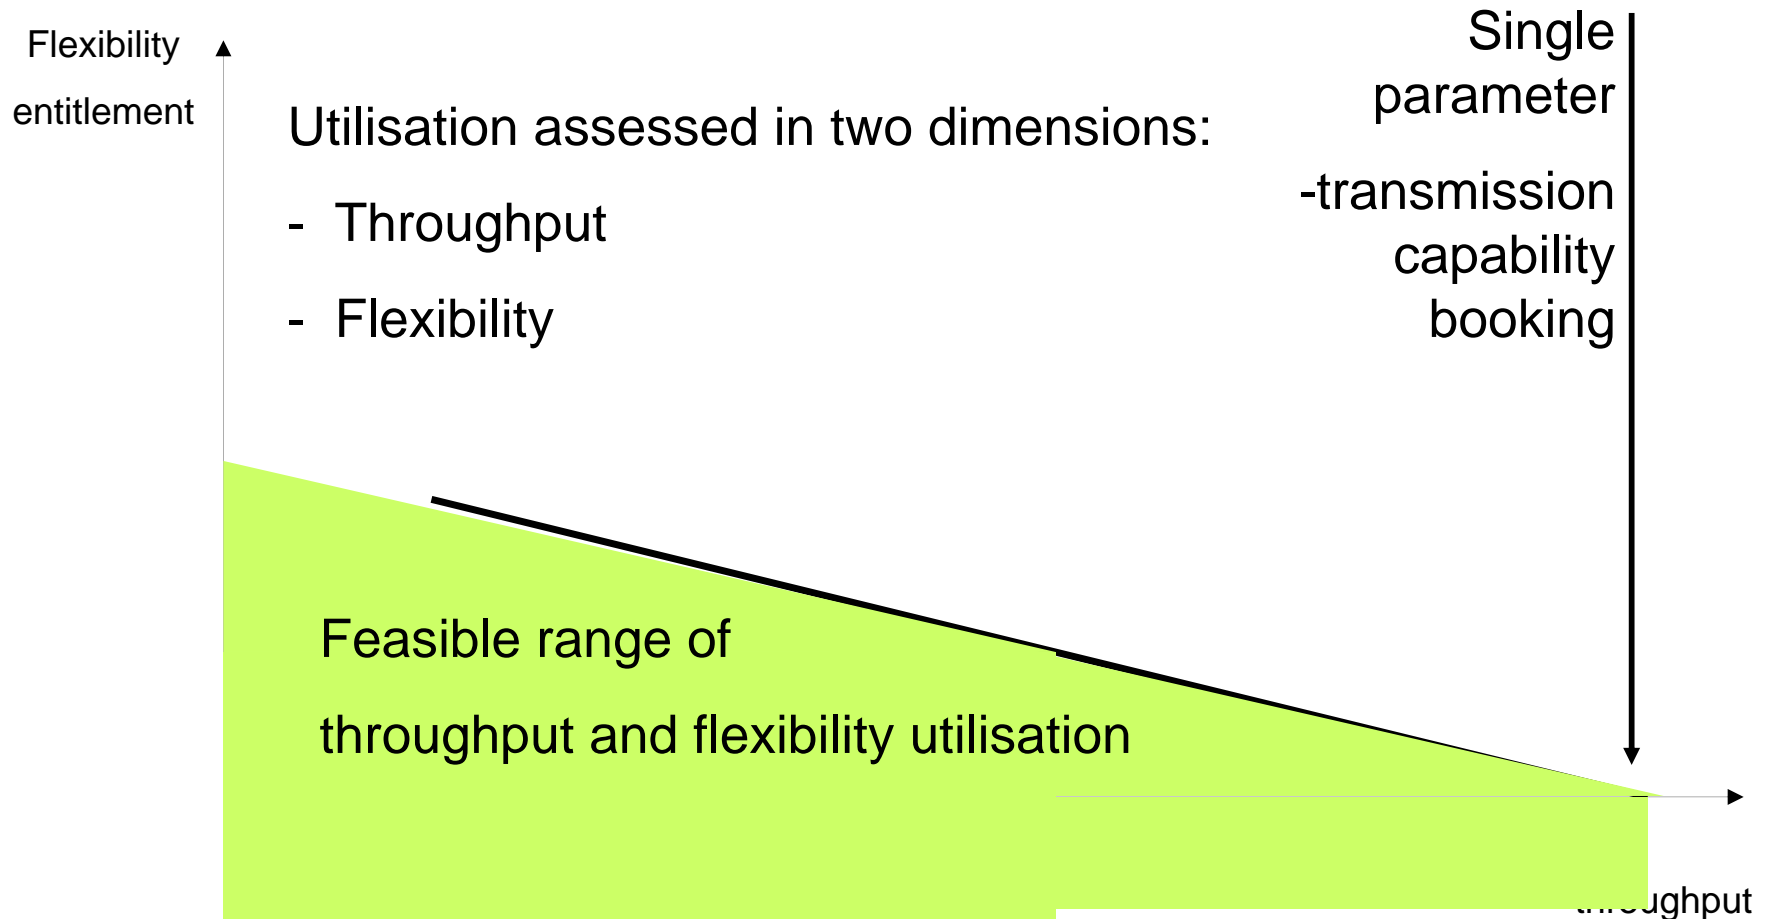 Flexibility
entitlement
Utilisation assessed in two dimensions:
- Throughput
- Flexibility
Single
parameter
-transmission
capability
booking
Feasible range of
throughput and flexibility utilisation
throughput